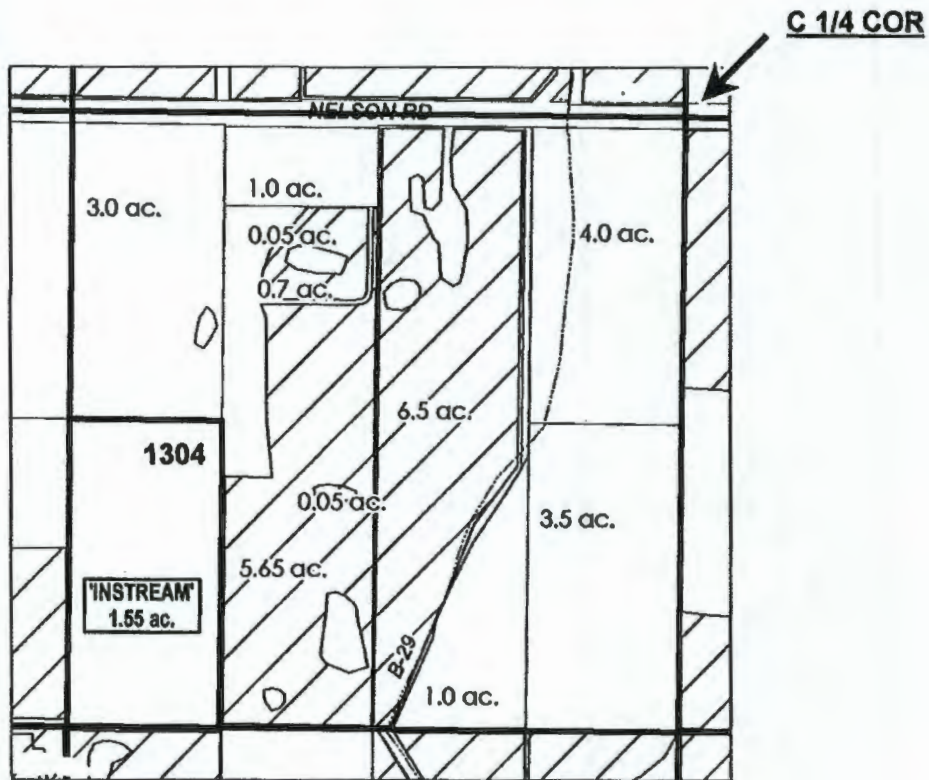 C 1/4 COR
NELSON RD
3.0 ac.
1.0 ac.
0.05 ac.
0.7 ac.
4.0 ac.
6.5 ac.
1304
0.05 ac.
3.5 ac.
5.65 ac.
'INSTREAM'
1.55 ac.
B-29
1.0 ac.